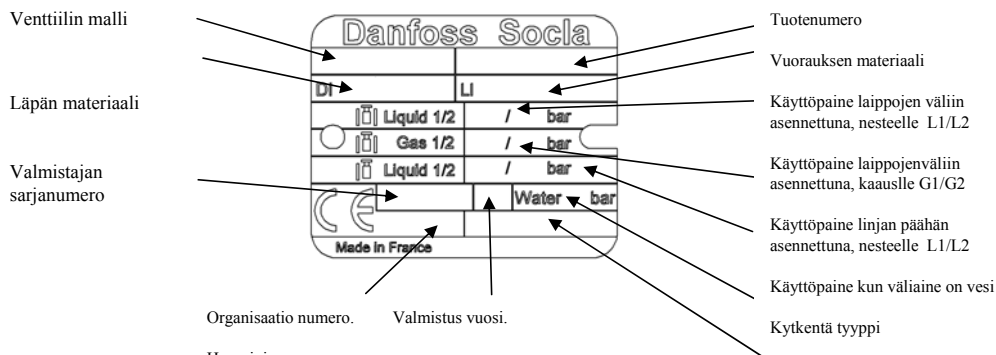 Venttiilin malli
Läpän materiaali
Valmistajan
sarjanumero
Danfoss Socla
DI
LI
Liquid 1/2 / bar
Gas 1/2 / bar
Liquid 1/2 / bar
CE
Water bar
Made in France
Tuotenumero
Vuorauksen materiaali
Käyttöpaine laippojen väliin
asennettuna, nesteelle L1/L2
Käyttöpaine laippojenväliin
asennettuna, kaauslle G1/G2
Käyttöpaine linjan päähän
asennettuna, nesteelle L1/L2
Käyttöpaine kun väliaine on vesi
Kytkentä tyyppi
Organisaatio numero.
Valmistus vuosi.